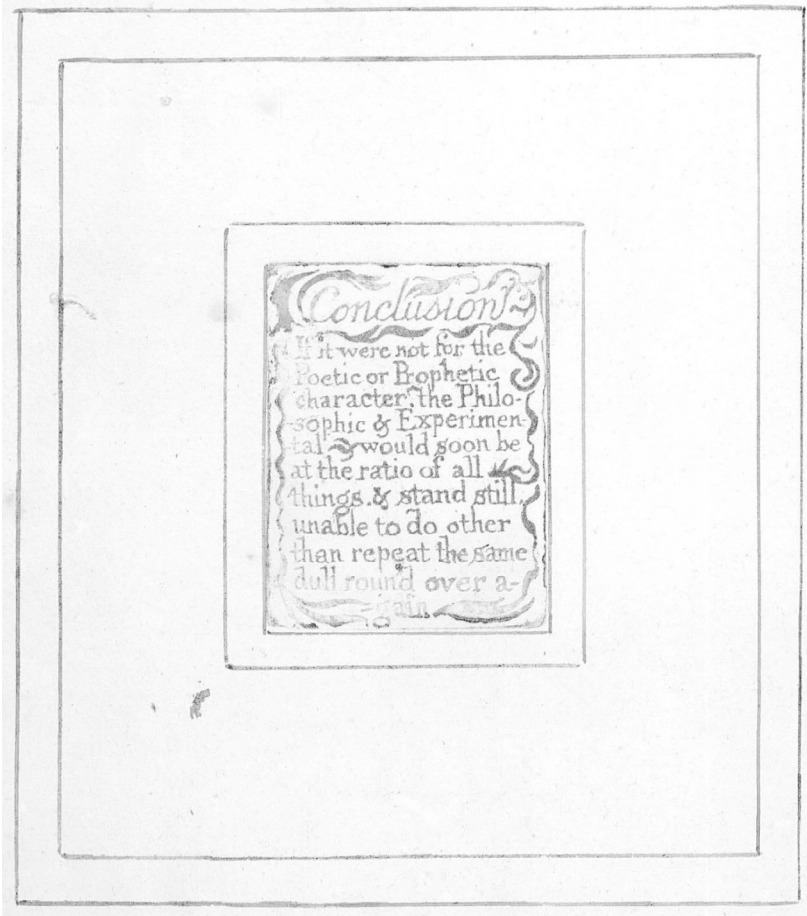 Conclusion
If it were not for the
Poetic or Prophetic
character. the Philo-
-sophic & Experimen-
tal would soon be
at the ratio of all
things. & stand still,
unable to do other
than repeat the same
dull round over a-
-gain